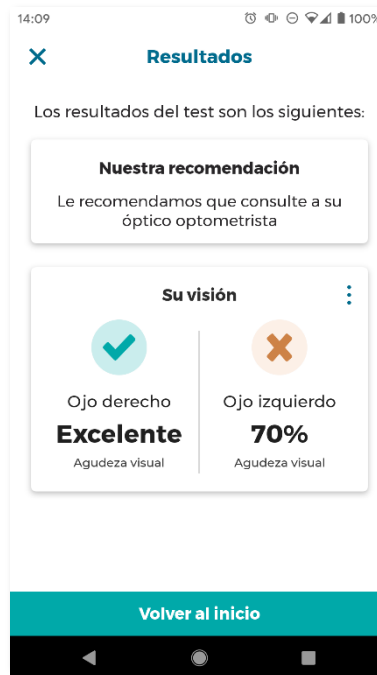 14:09
100%
Resultados
Los resultados del test son los siguientes:
Nuestra recomendación
Le recomendamos que consulte a su
óptico optometrista
Su visión
Ojo derecho
Excelente
Agudeza visual
Ojo izquierdo
70%
Agudeza visual
Volver al inicio